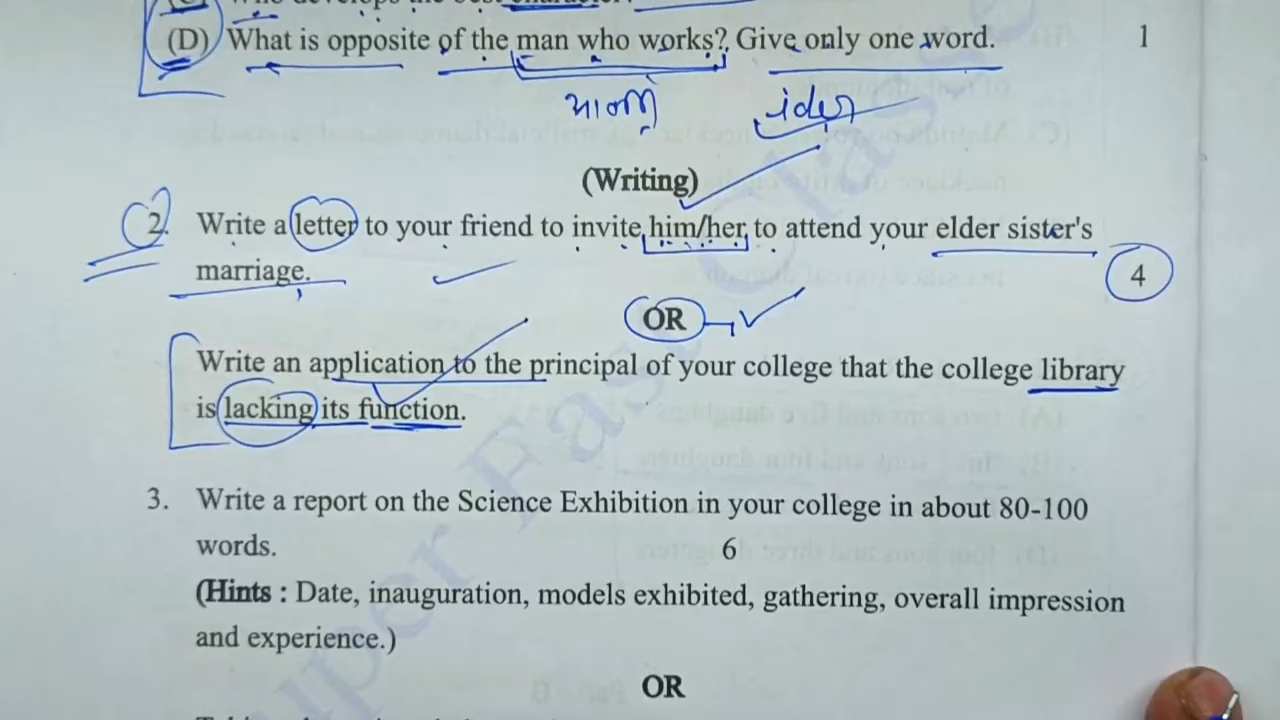 (D) What is opposite of the man who works? Give only one word. 1
(Writing)
2. Write a letter to your friend to invite him/her to attend your elder sister's
marriage. 4
OR
Write an application to the principal of your college that the college library
is lacking its function.
3. Write a report on the Science Exhibition in your college in about 80-100
words. 6
(Hints : Date, inauguration, models exhibited, gathering, overall impression
and experience.)
OR